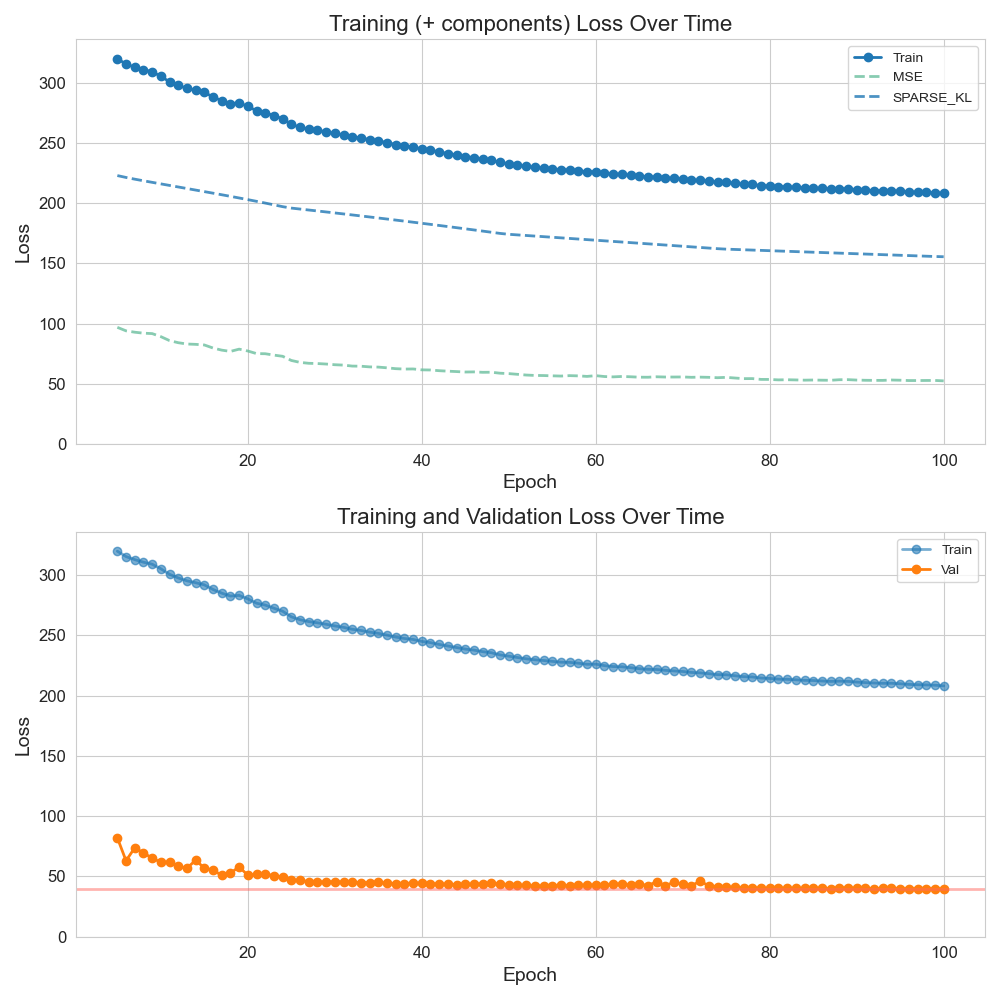 Training (+ components) Loss Over Time
Train
MSE
SPARSE_KL
300
250
200
150
100
50
0
Loss
20 40 60 80 100
Epoch
Training and Validation Loss Over Time
Train
Val
300
250
200
150
100
50
0
Loss
20 40 60 80 100
Epoch